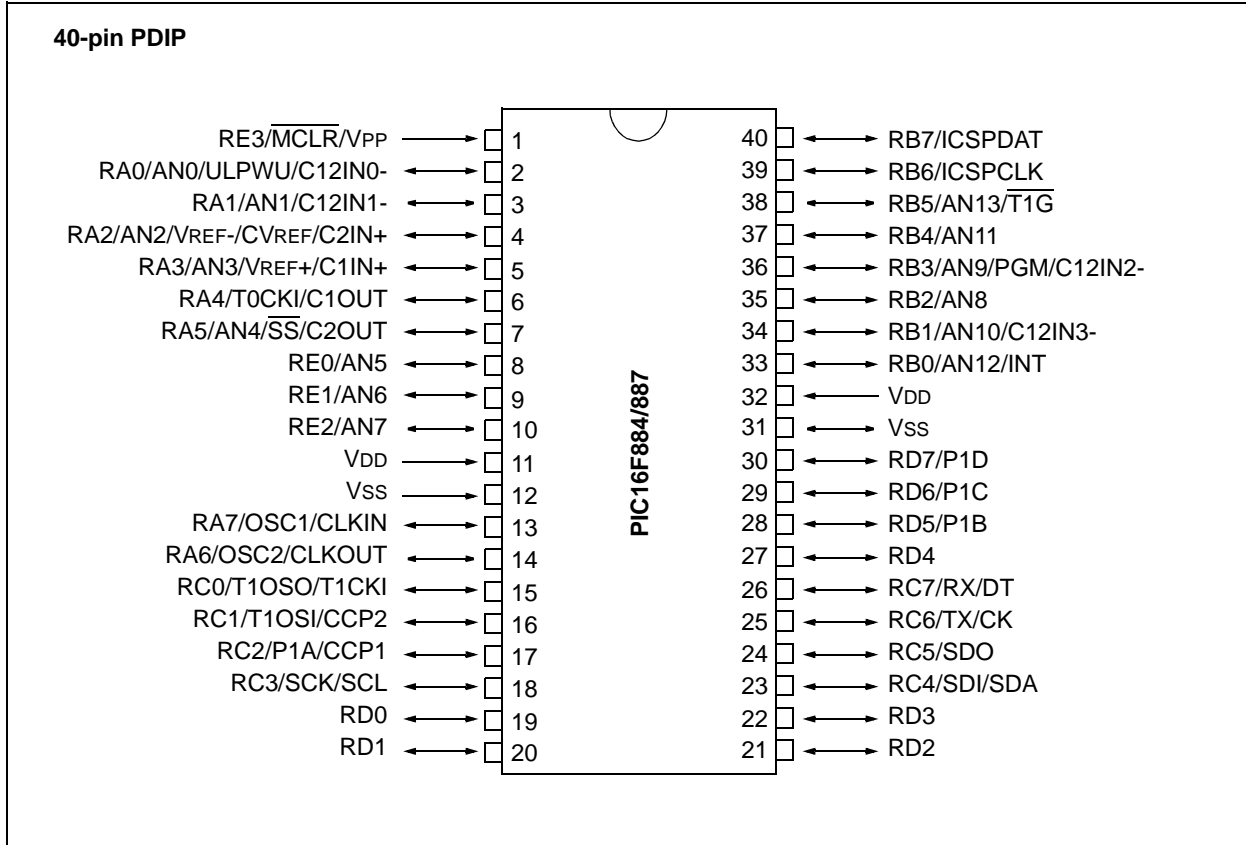 40-pin PDIP
RE3/MCLR/VPP 1
RA0/AN0/ULPWU/C12IN0- 2
RA1/AN1/C12IN1- 3
RA2/AN2/VREF-/CVREF/C2IN+ 4
RA3/AN3/VREF+/C1IN+ 5
RA4/T0CKI/C1OUT 6
RA5/AN4/SS/C2OUT 7
RE0/AN5 8
RE1/AN6 9
RE2/AN7 10
VDD 11
VSS 12
RA7/OSC1/CLKIN 13
RA6/OSC2/CLKOUT 14
RC0/T1OSO/T1CKI 15
RC1/T1OSI/CCP2 16
RC2/P1A/CCP1 17
RC3/SCK/SCL 18
RD0 19
RD1 20
PIC16F884/887
40 RB7/ICSPDAT
39 RB6/ICSPCLK
38 RB5/AN13/T1G
37 RB4/AN11
36 RB3/AN9/PGM/C12IN2-
35 RB2/AN8
34 RB1/AN10/C12IN3-
33 RB0/AN12/INT
32 VDD
31 VSS
30 RD7/P1D
29 RD6/P1C
28 RD5/P1B
27 RD4
26 RC7/RX/DT
25 RC6/TX/CK
24 RC5/SDO
23 RC4/SDI/SDA
22 RD3
21 RD2